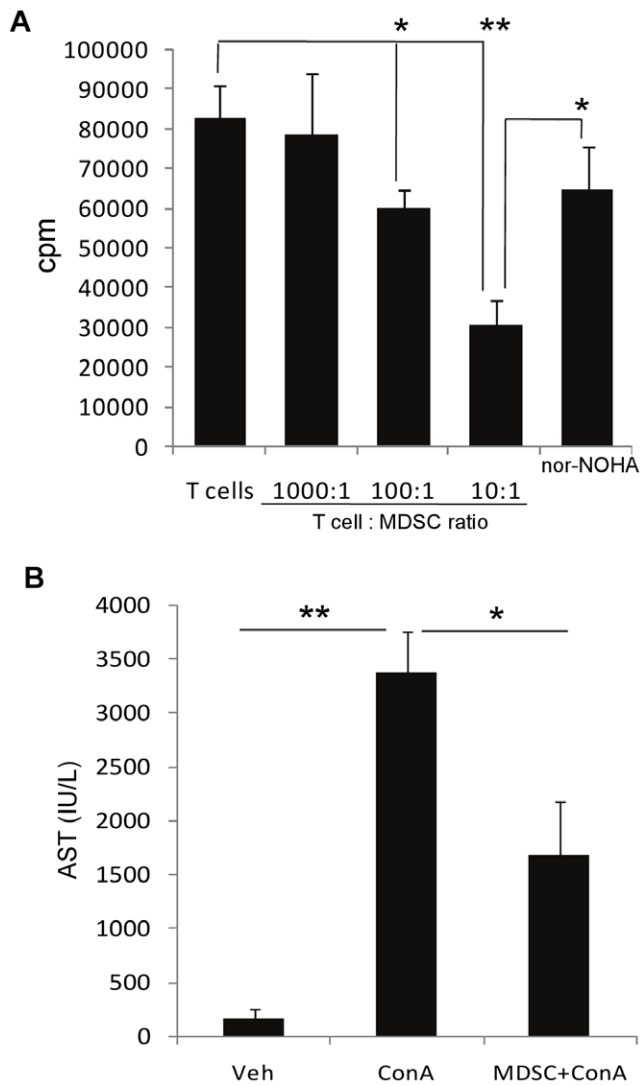 A
* **
100000
90000
*
80000
70000
60000
cpm
50000
40000
30000
20000
10000
0
nor-NOHA
T cells 1000:1 100:1 10:1
T cell : MDSC ratio
B
4000
** *
3500
3000
2500
AST (IU/L)
2000
1500
1000
500
0
Veh ConA MDSC+ConA